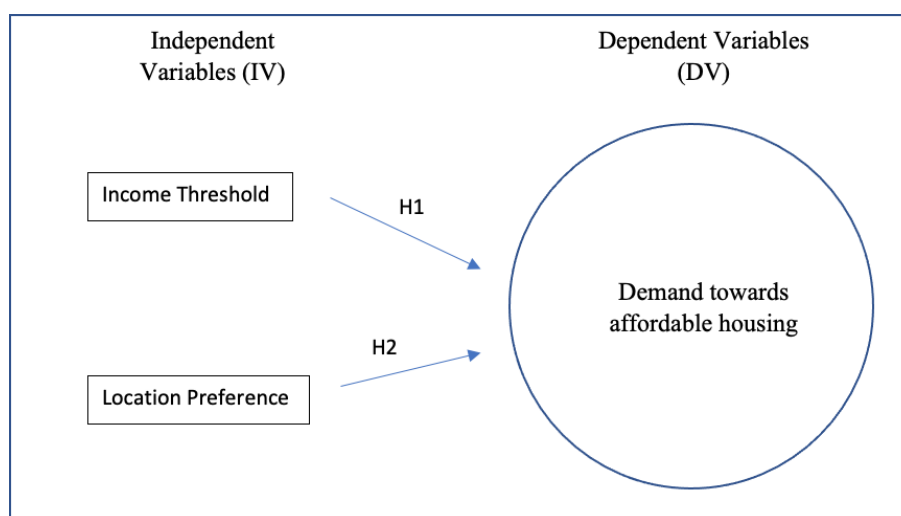 Independent
Variables (IV)
Dependent Variables
(DV)
Income Threshold
H1
Demand towards
affordable housing
H2
Location Preference